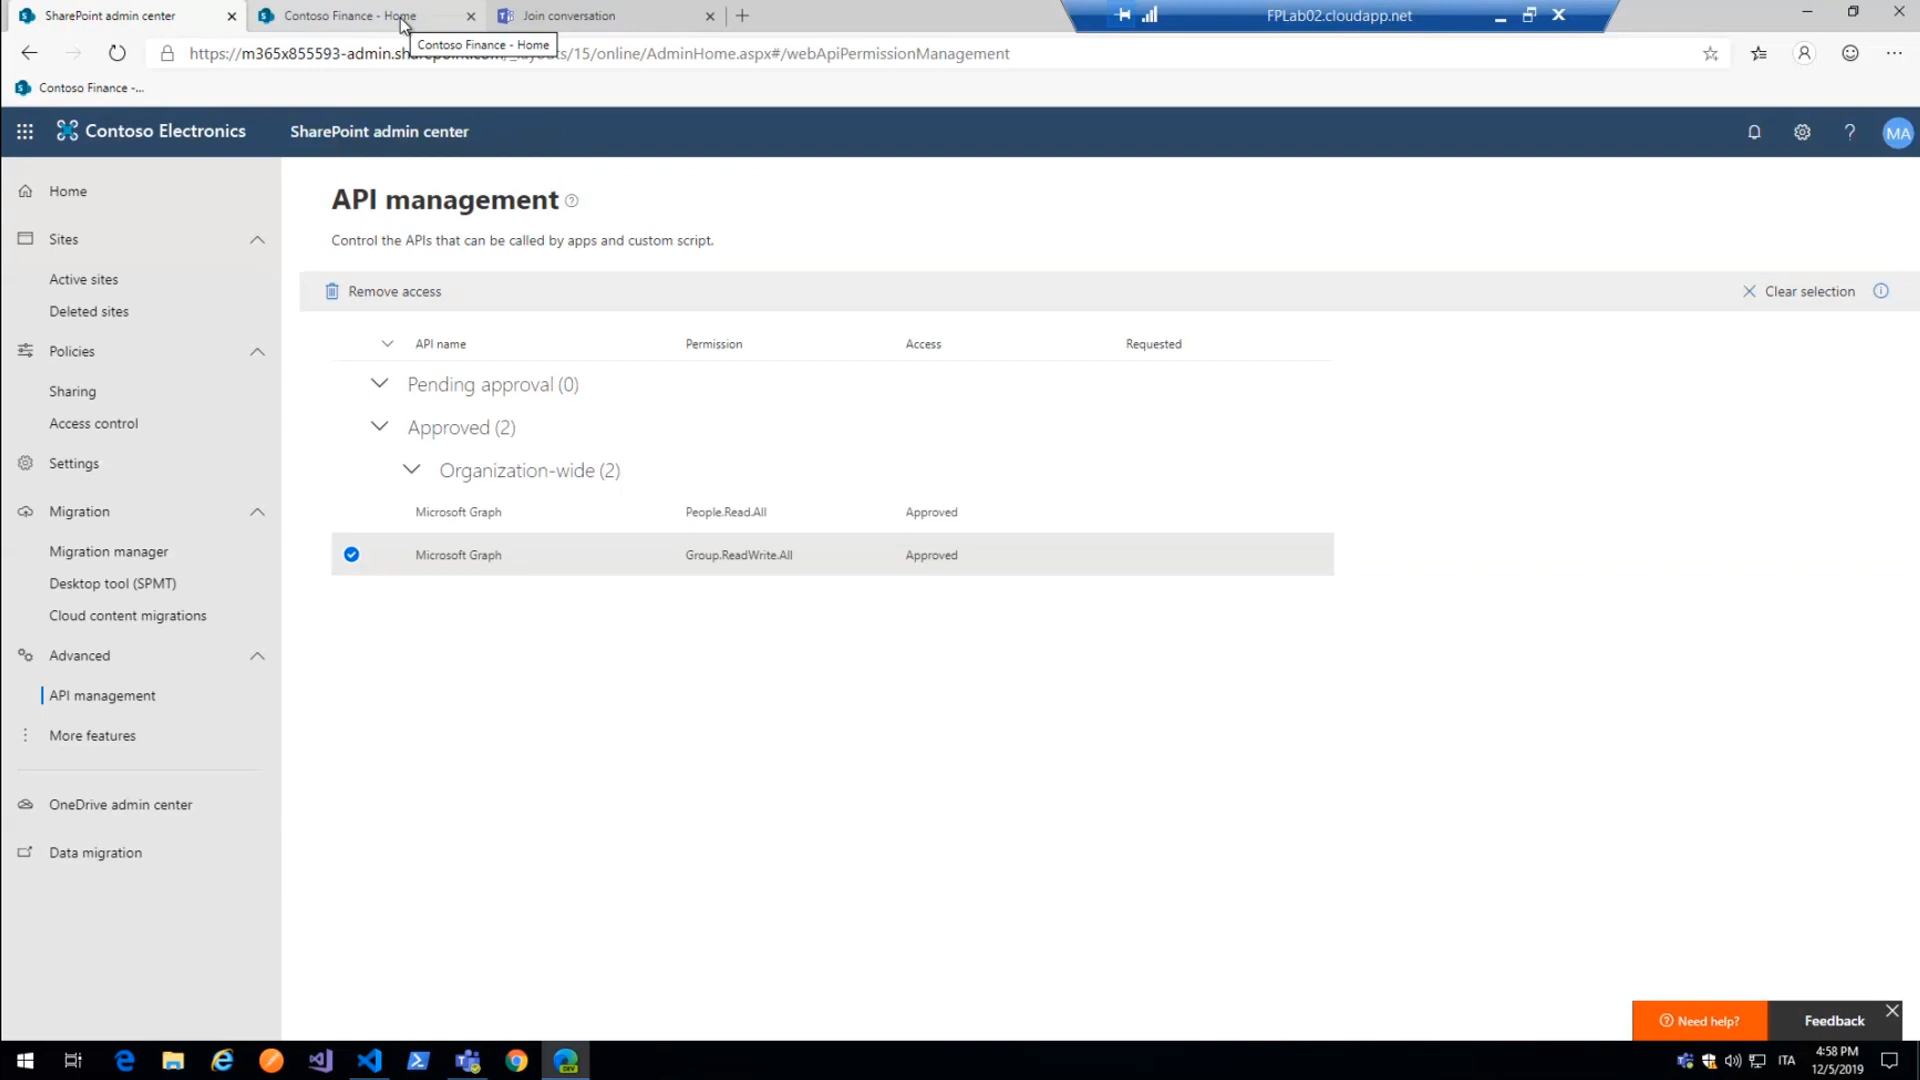 SharePoint admin center
Contoso Finance - Home
Join conversation
FPLab02.cloudapp.net
Contoso Finance - Home
https://m365x855593-admin.sharepoint.com/_layouts/15/online/AdminHome.aspx#/webApiPermissionManagement
Contoso Finance -...
Contoso Electronics
SharePoint admin center
MA
Home
Sites
Active sites
Deleted sites
Policies
Sharing
Access control
Settings
Migration
Migration manager
Desktop tool (SPMT)
Cloud content migrations
Advanced
API management
More features
OneDrive admin center
Data migration
API management
Control the APIs that can be called by apps and custom script.
Remove access
Clear selection
API name Permission Access Requested
Pending approval (0)
Approved (2)
Organization-wide (2)
Microsoft Graph People.Read.All Approved
Microsoft Graph Group.ReadWrite.All Approved
Need help?
Feedback
DEV
ITA
4:58 PM
12/5/2019